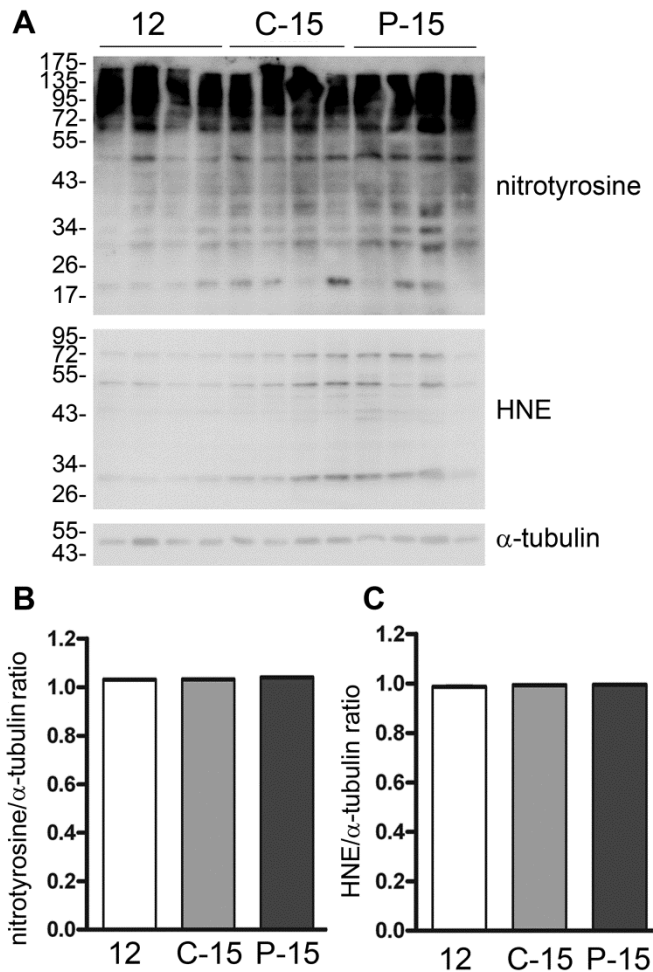 A
12 C-15 P-15
175-
135-
95-
72-
55-
43-
34-
26-
17-
nitrotyrosine
95-
72-
55-
43-
34-
26-
HNE
55-
43-
α-tubulin
B
nitrotyrosine/α-tubulin ratio
1.2
1.0
0.8
0.6
0.4
0.2
0.0
12 C-15 P-15
C
HNE/α-tubulin ratio
1.2
1.0
0.8
0.6
0.4
0.2
0.0
12 C-15 P-15